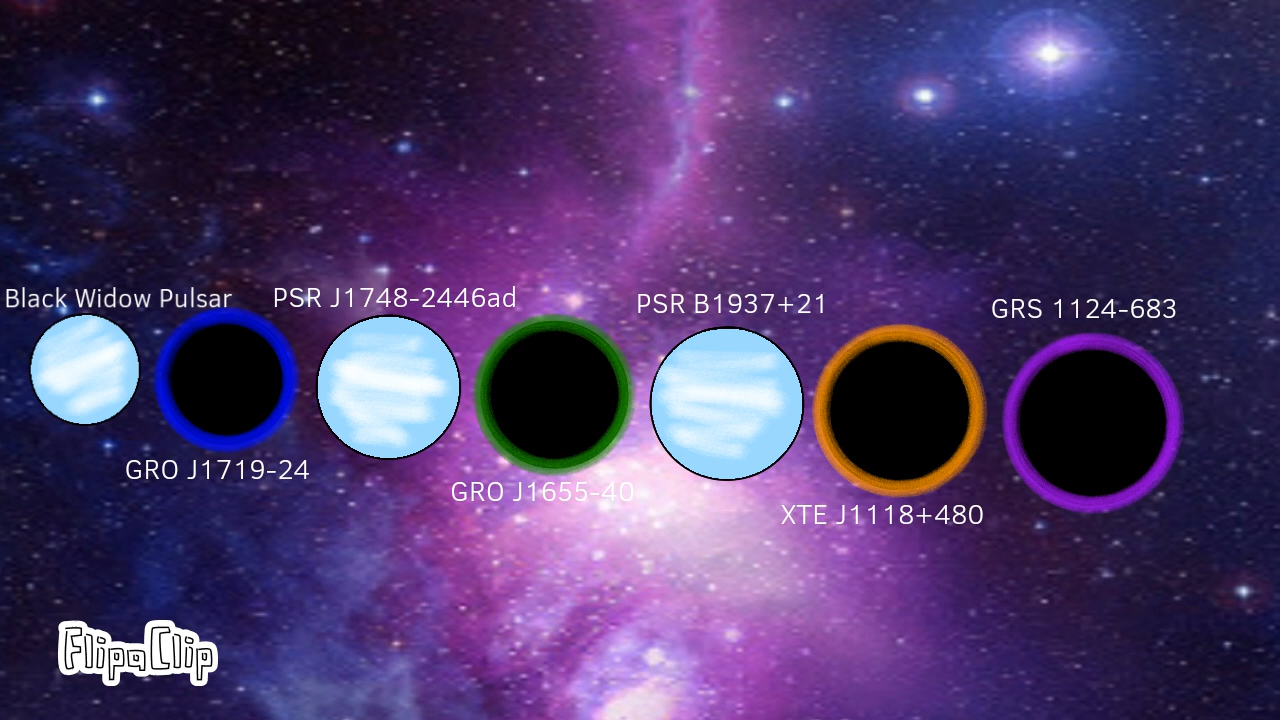 Black Widow Pulsar
PSR J1748-2446ad
PSR B1937+21
GRS 1124-683
GRO J1719-24
GRO J1655-40
XTE J1118+480
FlipaClip